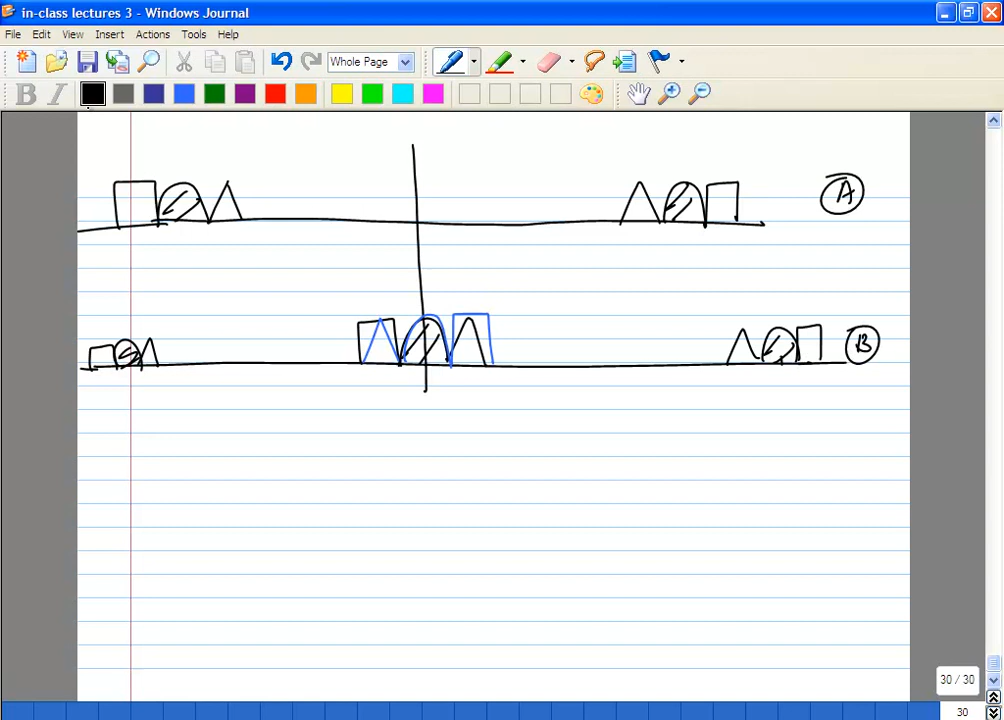 in-class lectures 3 - Windows Journal
File Edit View Insert Actions Tools Help
Whole Page
B I
A
B
30 / 30
30